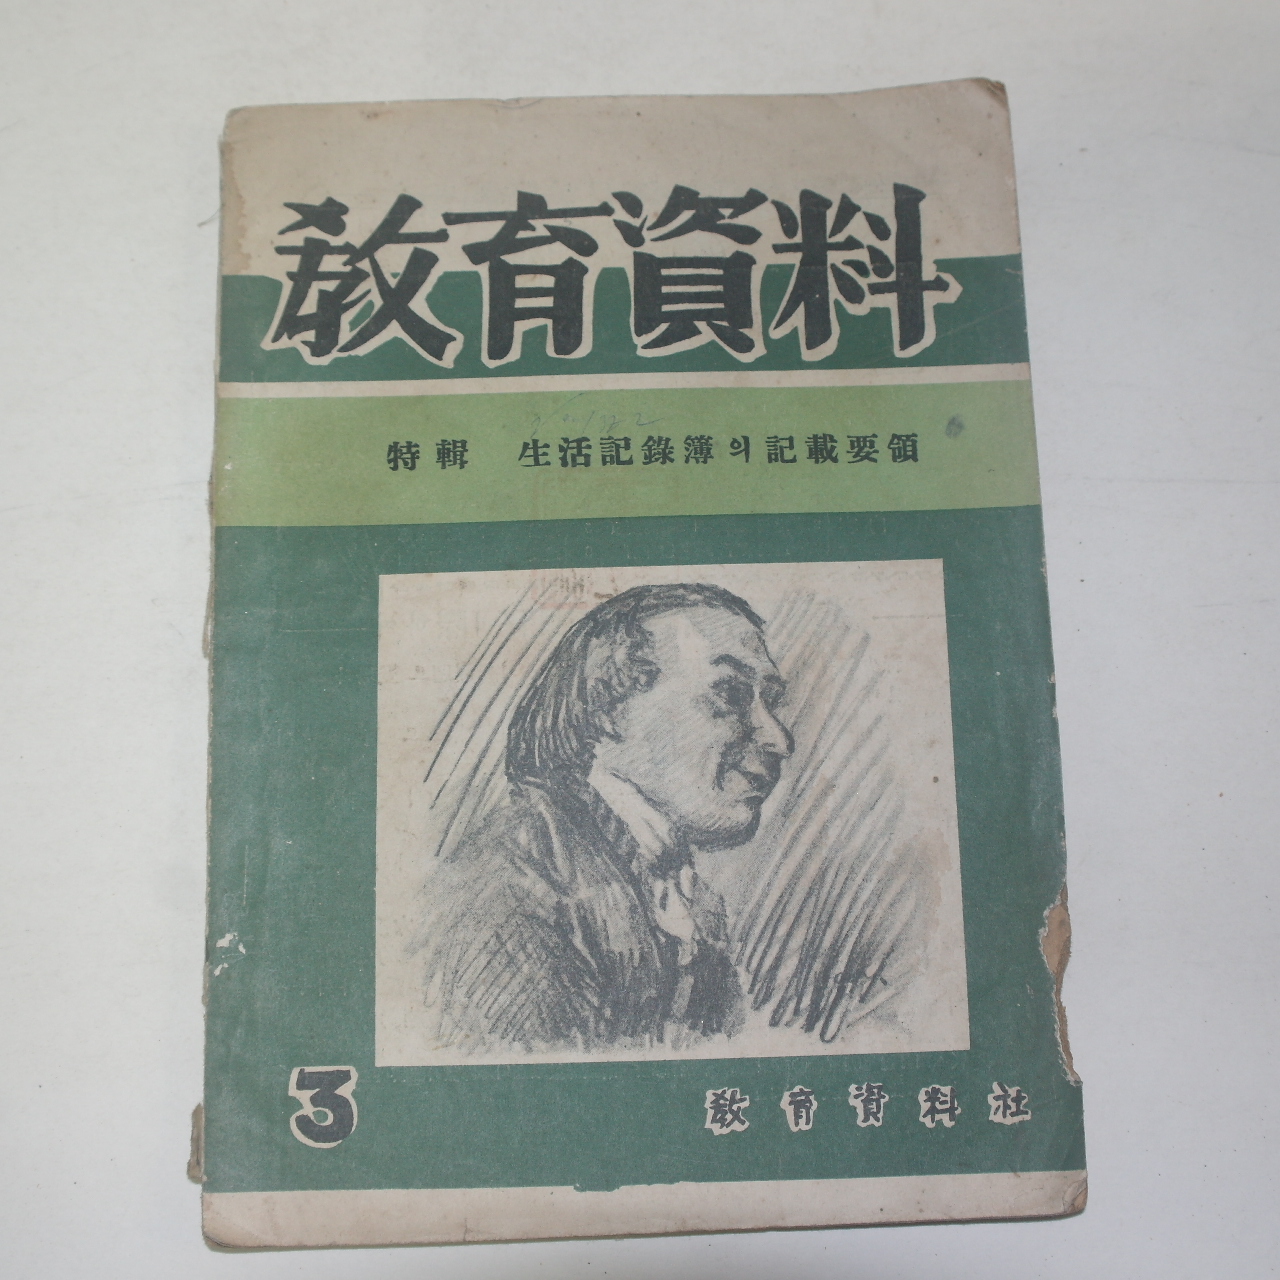 敎育資料
特輯 生活記錄簿의記載要領
3
敎育資料社